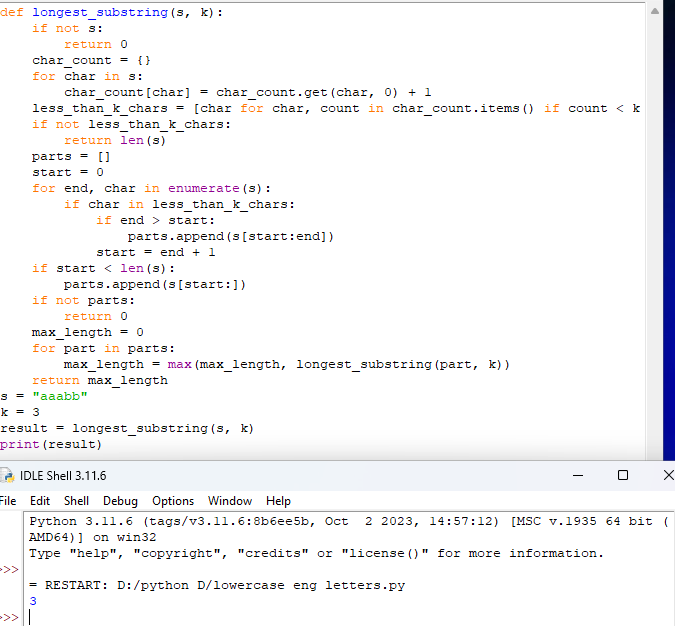 def longest_substring(s, k):
    if not s:
        return 0
    char_count = {}
    for char in s:
        char_count[char] = char_count.get(char, 0) + 1
    less_than_k_chars = [char for char, count in char_count.items() if count < k
    if not less_than_k_chars:
        return len(s)
    parts = []
    start = 0
    for end, char in enumerate(s):
        if char in less_than_k_chars:
            if end > start:
                parts.append(s[start:end])
            start = end + 1
    if start < len(s):
        parts.append(s[start:])
    if not parts:
        return 0
    max_length = 0
    for part in parts:
        max_length = max(max_length, longest_substring(part, k))
    return max_length
s = "aaabb"
k = 3
result = longest_substring(s, k)
print(result)
IDLE Shell 3.11.6
File Edit Shell Debug Options Window Help
Python 3.11.6 (tags/v3.11.6:8b6ee5b, Oct  2 2023, 14:57:12) [MSC v.1935 64 bit (
AMD64)] on win32
Type "help", "copyright", "credits" or "license()" for more information.
>>>
= RESTART: D:/python D/lowercase eng letters.py
3
>>>